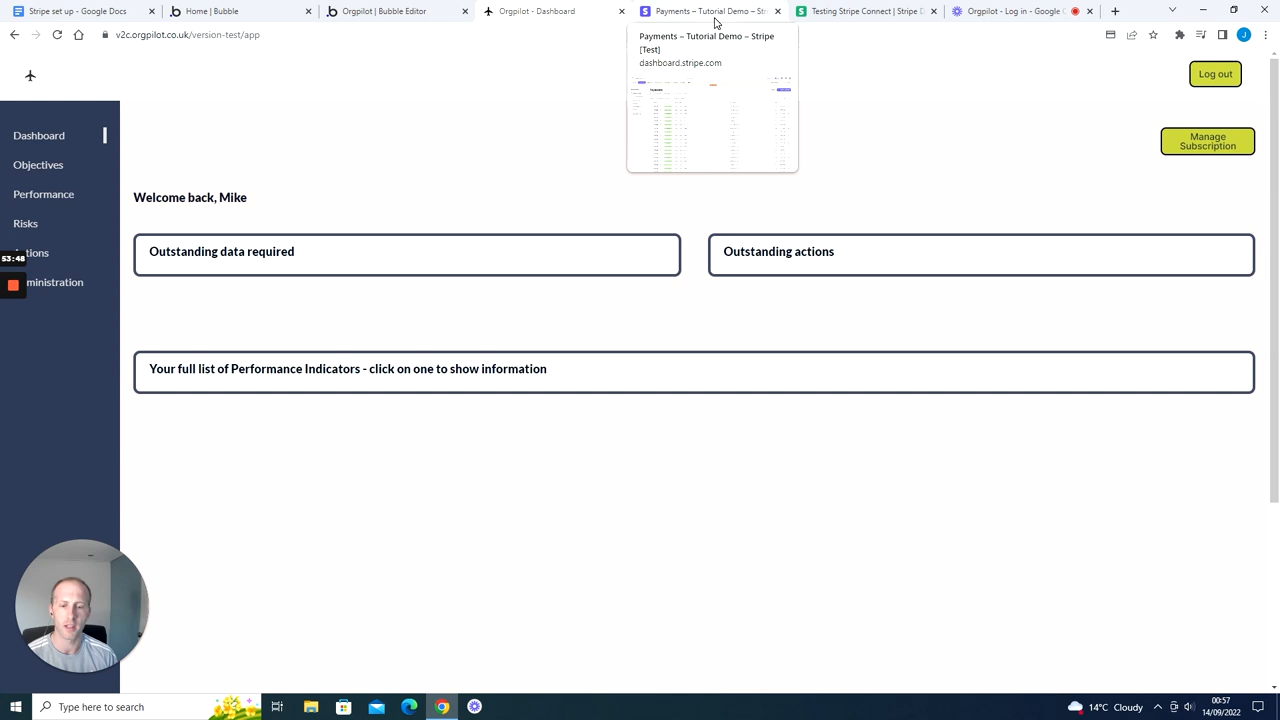 Stripe set up - Google Docs
Home | Bubble
Orgpilot | Bubble Editor
Orgpilot - Dashboard
Payments – Tutorial Demo – Str
Testing Stripe Connect | Stripe D
Orgpilot - Log in - Google C
v2c.orgpilot.co.uk/version-test/app
J
Payments – Tutorial Demo – Stripe
[Test]
dashboard.stripe.com
Log out
Manage
Subscription
Dashboard
Objectives
Performance
Risks
tions
ministration
53:48
Welcome back, Mike
Outstanding data required
Outstanding actions
Your full list of Performance Indicators - click on one to show information
Type here to search
14°C Cloudy
00:57
14/09/2022